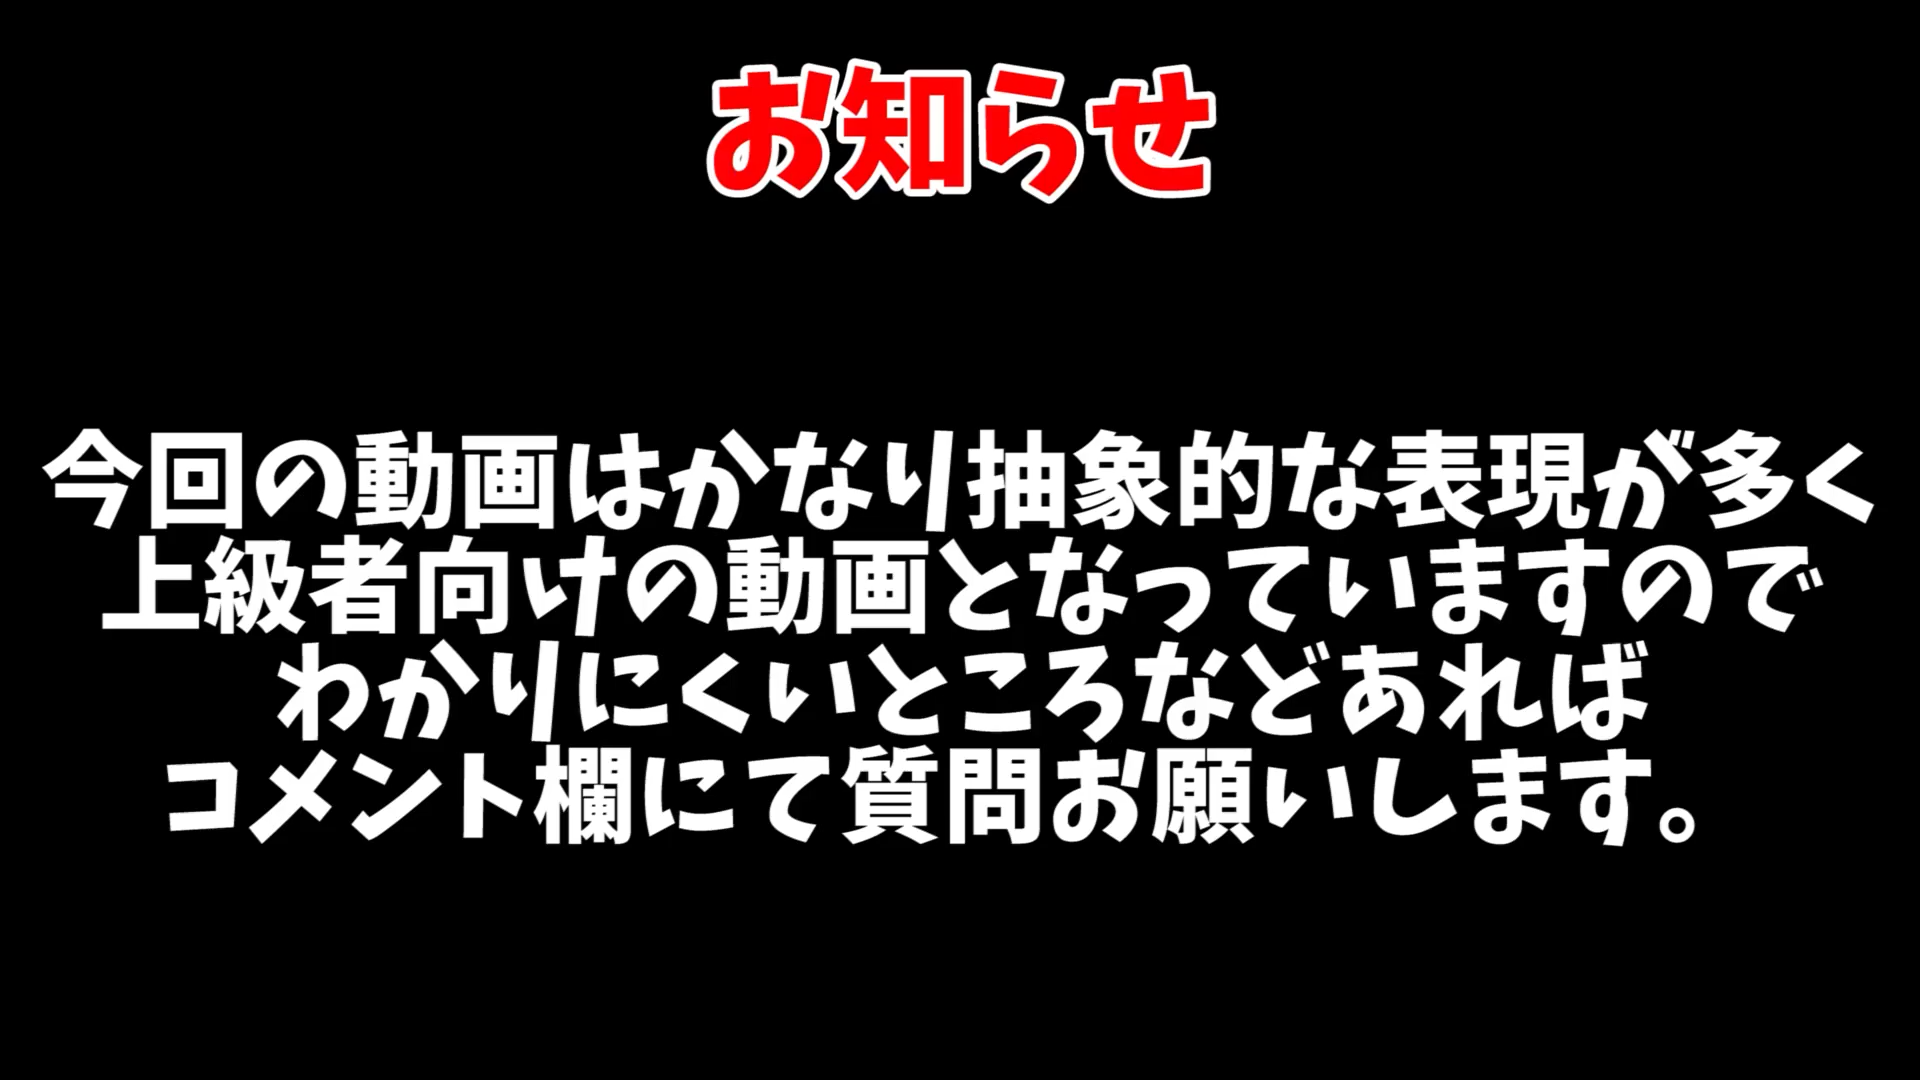 お知らせ
今回の動画はかなり抽象的な表現が多く
上級者向けの動画となっていますので
わかりにくいところなどあれば
コメント欄にて質問お願いします。